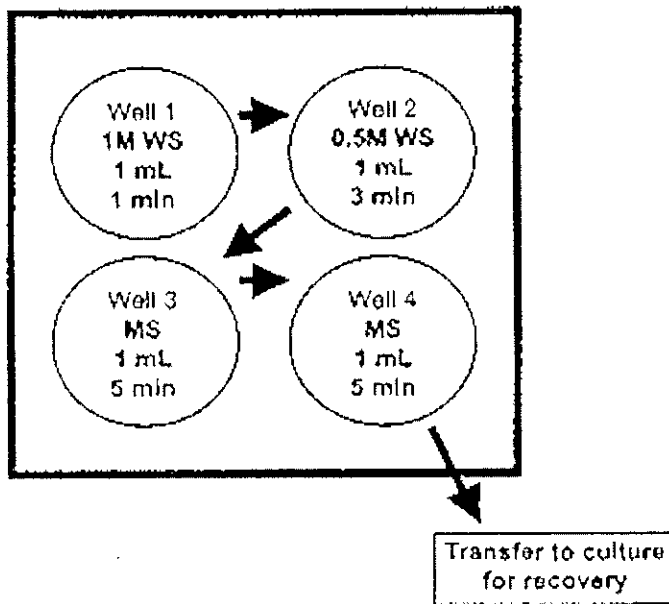 Well 1
1M WS
1 mL
1 min
Well 2
0.5M WS
1 mL
3 min
Well 3
MS
1 mL
5 min
Well 4
MS
1 mL
5 min
Transfer to culture
for recovery